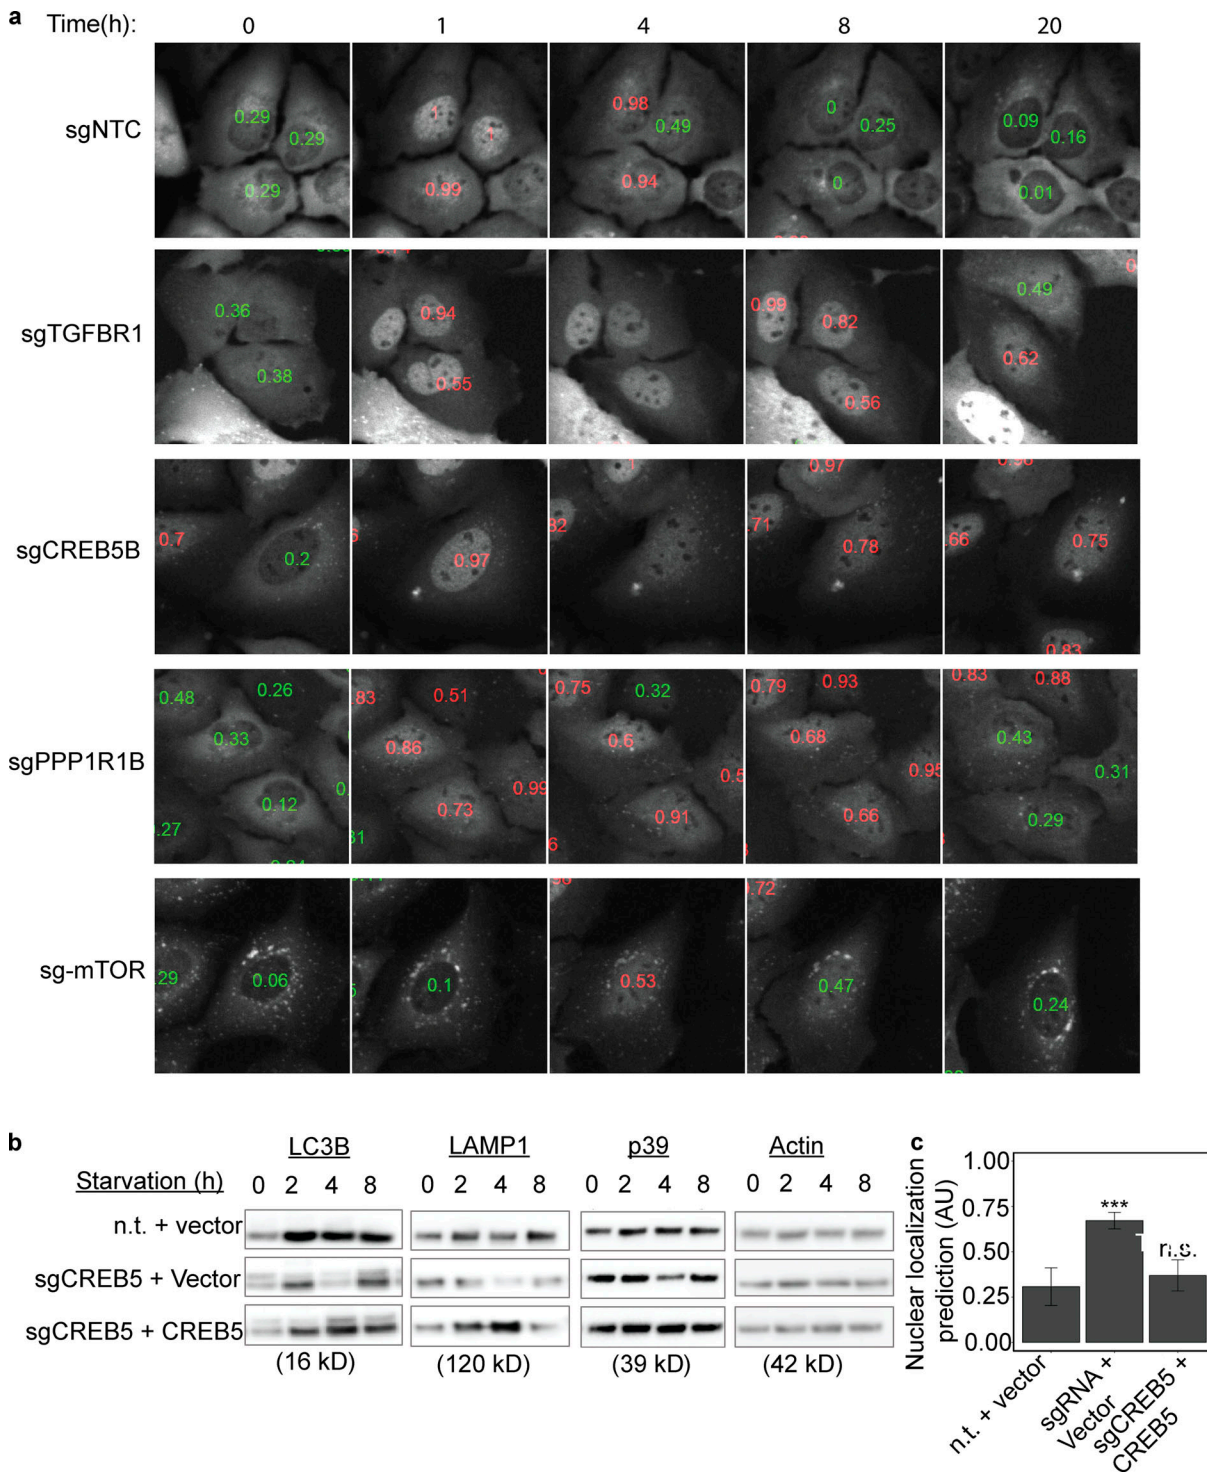 a
Time(h): 0 1 4 8 20
sgNTC
0.29 0.29 0.29
1 1 0.99
0.98 0.49 0.94
0 0.25 0
0.09 0.16 0.01
sgTGFBR1
0.36 0.38
0.94 0.55
0.99 0.82 0.56
0.49 0.62
sgCREB5B
0.7 0.2
0.97
1
0.97 0.78
0.75 0.83
sgPPP1R1B
0.48 0.26 0.33 0.12
0.51 0.86 0.73 0.99
0.75 0.32 0.6 0.91
0.79 0.93 0.68 0.66 0.95
0.83 0.88 0.43 0.31 0.29
sg-mTOR
0.06
0.1
0.53
0.47
0.24
b
LC3B LAMP1 p39 Actin
Starvation (h) 0 2 4 8 0 2 4 8 0 2 4 8 0 2 4 8
n.t. + vector
sgCREB5 + Vector
sgCREB5 + CREB5
(16 kD) (120 kD) (39 kD) (42 kD)
c
Nuclear localization
prediction (AU)
1.00
0.75
0.50
0.25
0.00
***
n.s.
n.t. + vector
sgRNA +
Vector
sgCREB5 +
CREB5